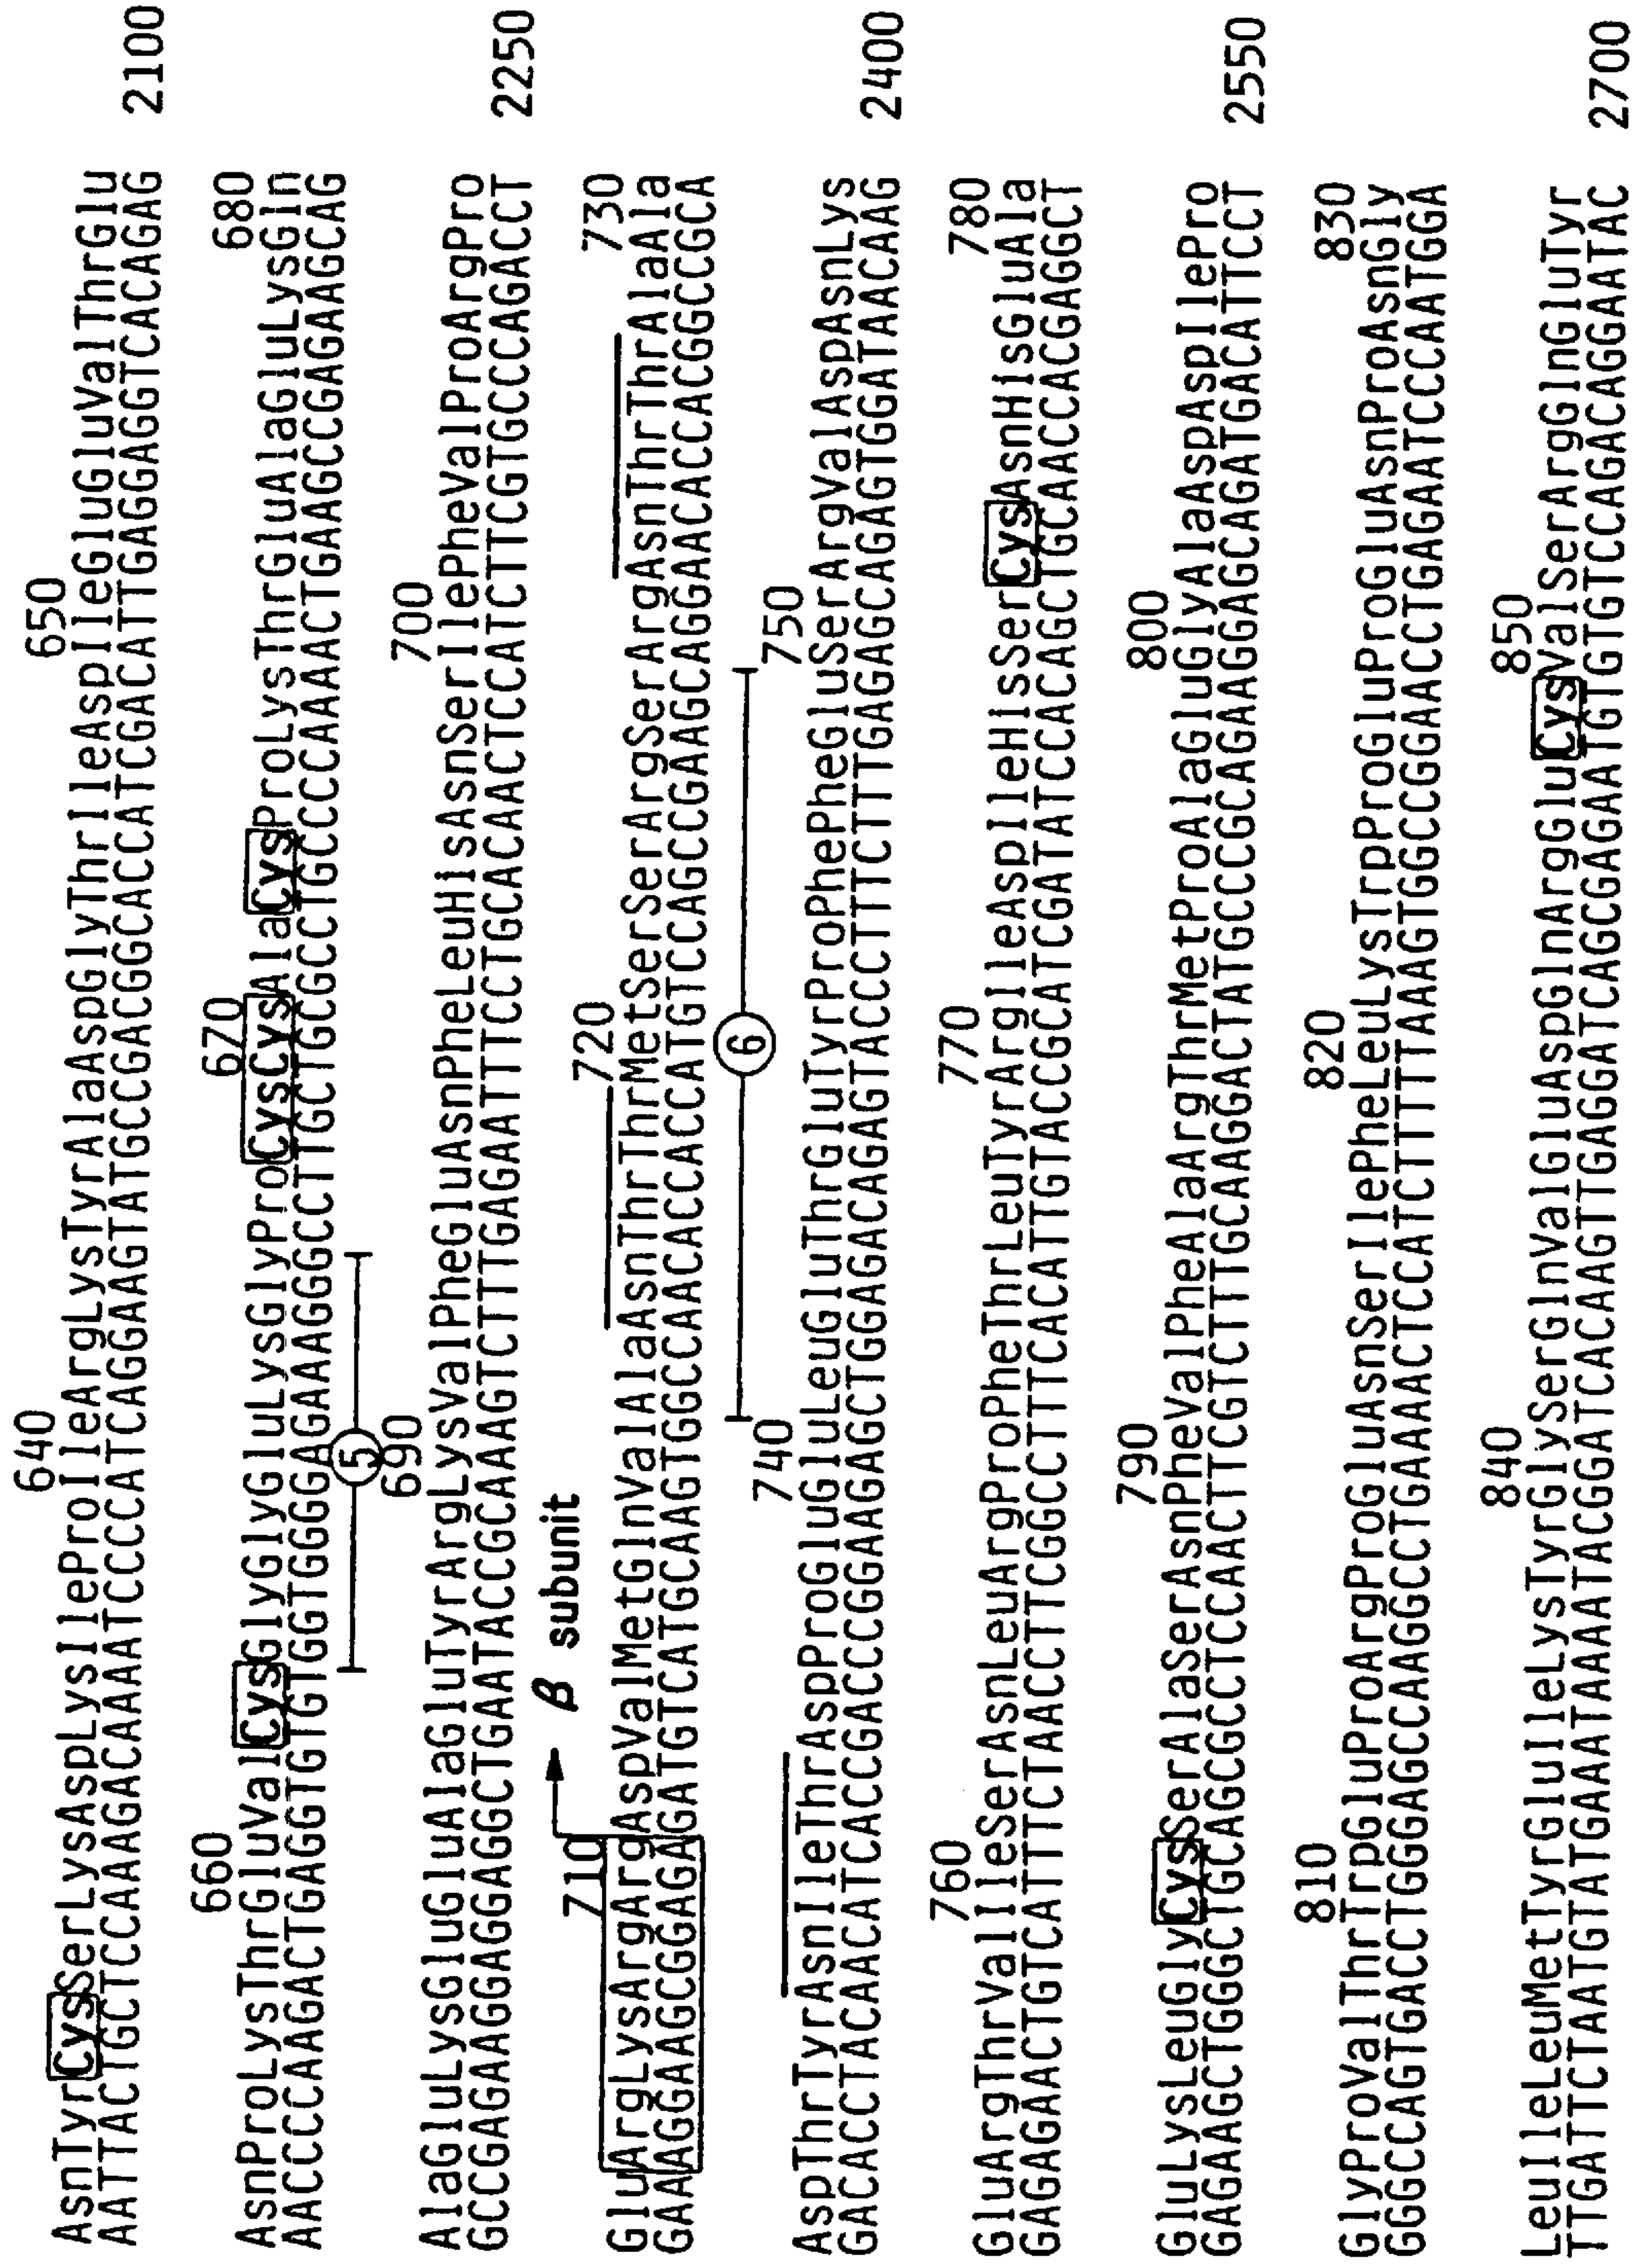 640 650
AsnTyrCysSerLysAspLysIleProIleArgLysTyrAlaAspGlyThrIleAspIleGluGluValThrGlu
AATTACTGCTCCAAAGACAAAATCCCCATCAGGAAGTATGCCGACGGCACCATCGACATTGAGGAGGTCACAGAG 2100
660 670 680
AsnProLysThrGluValCysGlyGlyGluLysGlyProCysCysAlaCysProLysThrGluAlaGluLysGln
AACCCCAAGACTGAGGTGTGTGGTGGGGAGAAAGGGCCTTGCTGCGCCTGCCCCAAAACTGAAGCCGAGAAGCAG
5
690 700
AlaGluLysGluGluAlaGluTyrArgLysValPheGluAsnPheLeuHisAsnSerIlePheValProArgPro
GCCGAGAAGGAGGAGGCTGAATACCGCAAAGTCTTTGAGAATTTCCTGCACAACTCCATCTTCGTGCCCAGACCT 2250
β subunit
710 720 730
GluArgLysArgArgAspValMetGlnValAlaAsnThrThrMetSerSerArgSerArgAsnThrThrAlaAla
GAAAGGAAGCGGAGAGATGTCATGCAAGTGGCCAACACCACCATGTCCAGCCGAAGCAGGAACACCACGGCCGCA
6
740 750
AspThrTyrAsnIleThrAspProGluGluLeuGluThrGluTyrProPhePheGluSerArgValAspAsnLys
GACACCTACAACATCACCGACCCGGAAGAGCTGGAGACAGAGTACCCTTTCTTTGAGAGCAGAGTGGATAACAAG 2400
760 770 780
GluArgThrValIleSerAsnLeuArgProPheThrLeuTyrArgIleAspIleHisSerCysAsnHisGluAla
GAGAGAACTGTCATTTCTAACCTTCGGCCTTTCACATTGTACCGCATCGATATCCACAGCTGCAACCACGAGGCT
790 800
GluLysLeuGlyCysSerAlaSerAsnPheValPheAlaArgThrMetProAlaGluGlyAlaAspAspIlePro
GAGAAGCTGGGCTGCAGCGCCTCCAACTTCGTCTTTGCAAGGACTATGCCCGCAGAAGGAGCAGATGACATTCCT 2550
810 820 830
GlyProValThrTrpGluProArgProGluAsnSerIlePheLeuLysTrpProGluProGluAsnProAsnGly
GGGCCAGTGACCTGGGAGCCAAGGCCTGAAAACTCCATCTTTTTAAAGTGGCCGGAACCTGAGAATCCCAATGGA
840 850
LeuIleLeuMetTyrGluIleLysTyrGlySerGlnValGluAspGlnArgGluCysValSerArgGlnGluTyr
TTGATTCTAATGTATGAAATAAAATACGGATCACAAGTTGAGGATCAGCGAGAATGTGTGTCCAGACAGGAATAC 2700